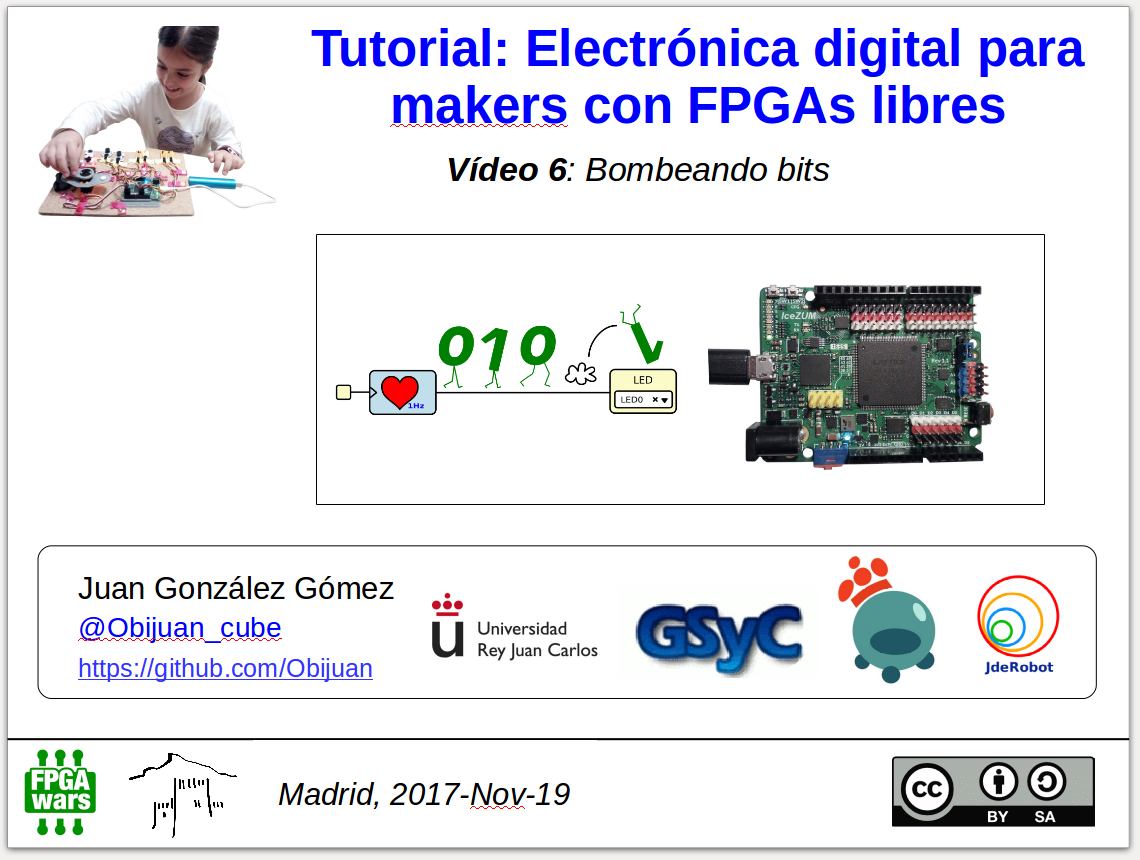 Tutorial: Electrónica digital para
makers con FPGAs libres
Vídeo 6: Bombeando bits
010
1
1Hz
LED
LED0
IceZUM
Juan González Gómez
@Obijuan_cube
https://github.com/Obijuan
Universidad
Rey Juan Carlos
GSyC
JdeRobot
FPGA
wars
Madrid, 2017-Nov-19
cc
BY SA